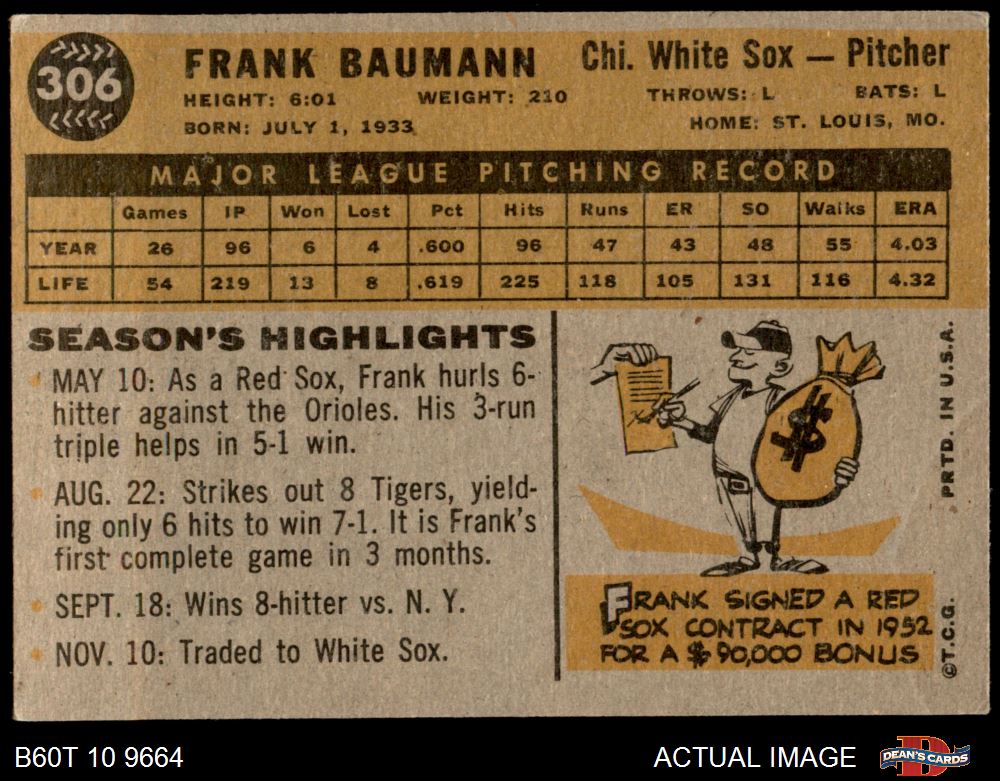 306
FRANK BAUMANN
Chi. White Sox — Pitcher
HEIGHT: 6:01 WEIGHT: 210 THROWS: L BATS: L
BORN: JULY 1, 1933 HOME: ST. LOUIS, MO.
MAJOR LEAGUE PITCHING RECORD
Games IP Won Lost Pct Hits Runs ER SO Walks ERA
YEAR 26 96 6 4 .600 96 47 43 48 55 4.03
LIFE 54 219 13 8 .619 225 118 105 131 116 4.32
SEASON'S HIGHLIGHTS
MAY 10: As a Red Sox, Frank hurls 6-
hitter against the Orioles. His 3-run
triple helps in 5-1 win.
AUG. 22: Strikes out 8 Tigers, yield-
ing only 6 hits to win 7-1. It is Frank's
first complete game in 3 months.
SEPT. 18: Wins 8-hitter vs. N. Y.
NOV. 10: Traded to White Sox.
$
FRANK SIGNED A RED
SOX CONTRACT IN 1952
FOR A $90,000 BONUS
©T.C.G. PRTD. IN U.S.A.
B60T 10 9664
ACTUAL IMAGE
DEAN'S CARDS